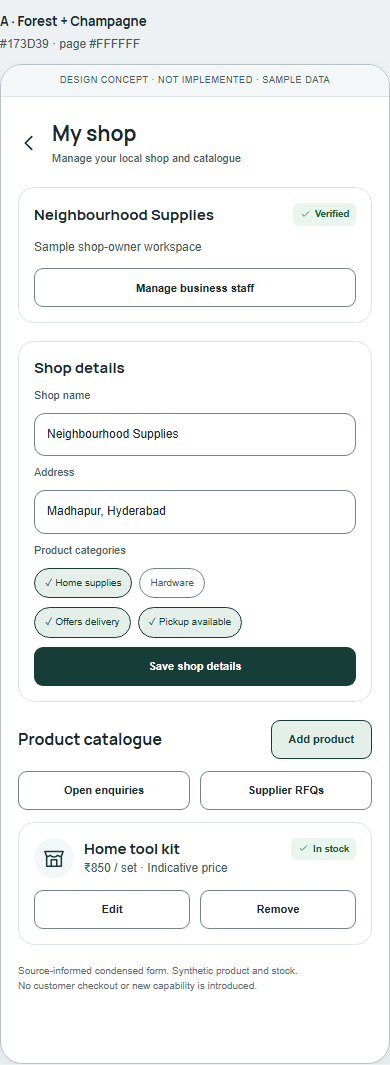 A · Forest + Champagne
#173D39 · page #FFFFFF
DESIGN CONCEPT · NOT IMPLEMENTED · SAMPLE DATA
My shop
Manage your local shop and catalogue
Neighbourhood Supplies
✓ Verified
Sample shop-owner workspace
Manage business staff
Shop details
Shop name
Neighbourhood Supplies
Address
Madhapur, Hyderabad
Product categories
✓ Home supplies
Hardware
✓ Offers delivery
✓ Pickup available
Save shop details
Product catalogue
Add product
Open enquiries
Supplier RFQs
Home tool kit
✓ In stock
₹850 / set · Indicative price
Edit
Remove
Source-informed condensed form. Synthetic product and stock.
No customer checkout or new capability is introduced.